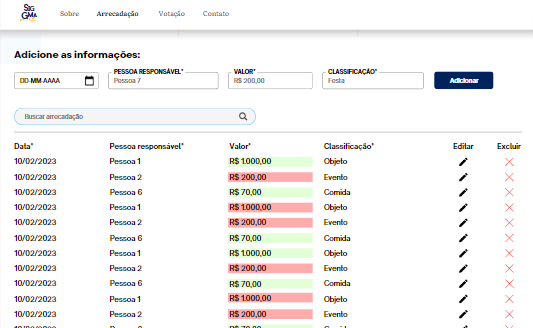 SIG
GMA
Sobre Arrecadação Votação Contato
Adicione as informações:
PESSOA RESPONSÁVEL* VALOR* CLASSIFICAÇÃO*
DD-MM-AAAA Pessoa 7 R$ 200,00 Festa Adicionar
Buscar arrecadação
Data* Pessoa responsável* Valor* Classificação* Editar Excluir
10/02/2023 Pessoa 1 R$ 1.000,00 Objeto
10/02/2023 Pessoa 2 R$ 200,00 Evento
10/02/2023 Pessoa 6 R$ 70,00 Comida
10/02/2023 Pessoa 1 R$ 1.000,00 Objeto
10/02/2023 Pessoa 2 R$ 200,00 Evento
10/02/2023 Pessoa 6 R$ 70,00 Comida
10/02/2023 Pessoa 1 R$ 1.000,00 Objeto
10/02/2023 Pessoa 2 R$ 200,00 Evento
10/02/2023 Pessoa 6 R$ 70,00 Comida
10/02/2023 Pessoa 1 R$ 1.000,00 Objeto
10/02/2023 Pessoa 2 R$ 200,00 Evento